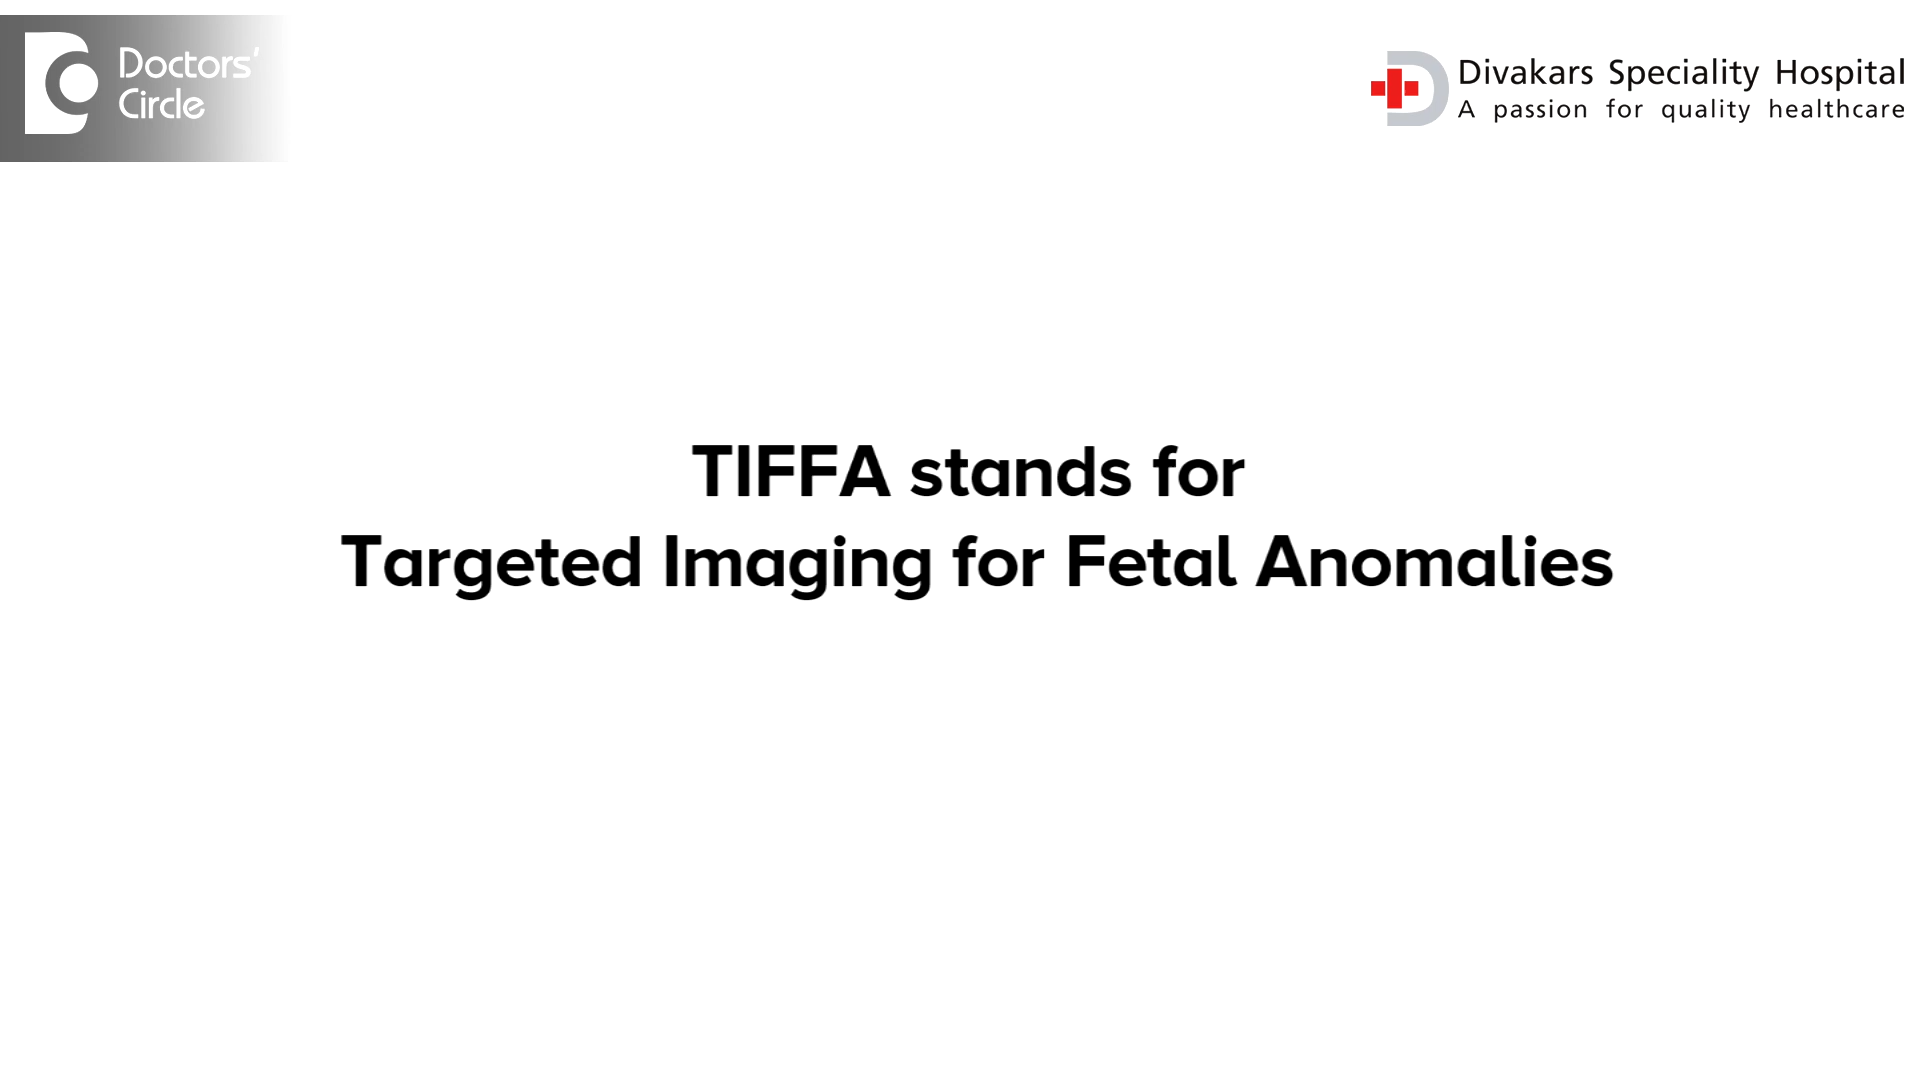 Doctors'
Circle
Divakars Speciality Hospital
A passion for quality healthcare
TIFFA stands for
Targeted Imaging for Fetal Anomalies